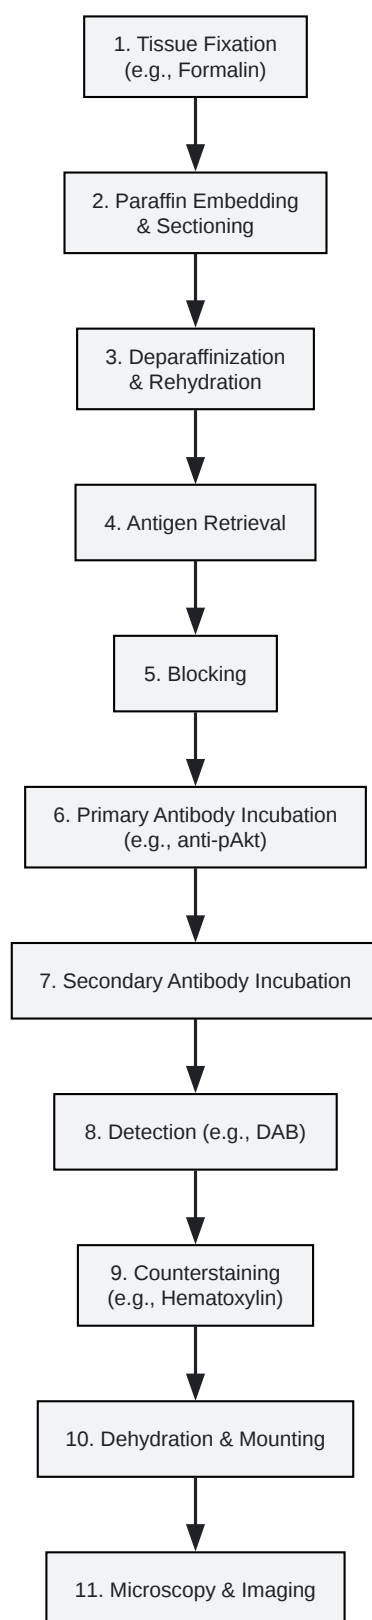 1. Tissue Fixation
(e.g., Formalin)
2. Paraffin Embedding
& Sectioning
3. Deparaffinization
& Rehydration
4. Antigen Retrieval
5. Blocking
6. Primary Antibody Incubation
(e.g., anti-pAkt)
7. Secondary Antibody Incubation
8. Detection (e.g., DAB)
9. Counterstaining
(e.g., Hematoxylin)
10. Dehydration & Mounting
11. Microscopy & Imaging